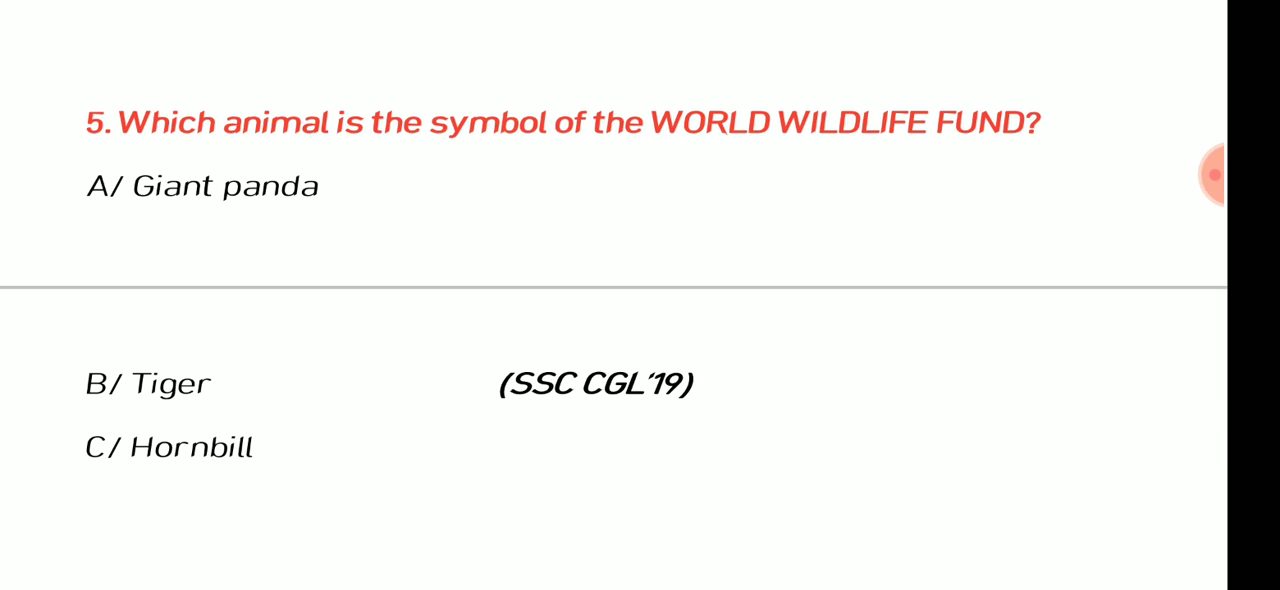 5. Which animal is the symbol of the WORLD WILDLIFE FUND?
A/ Giant panda
B/ Tiger (SSC CGL'19)
C/ Hornbill